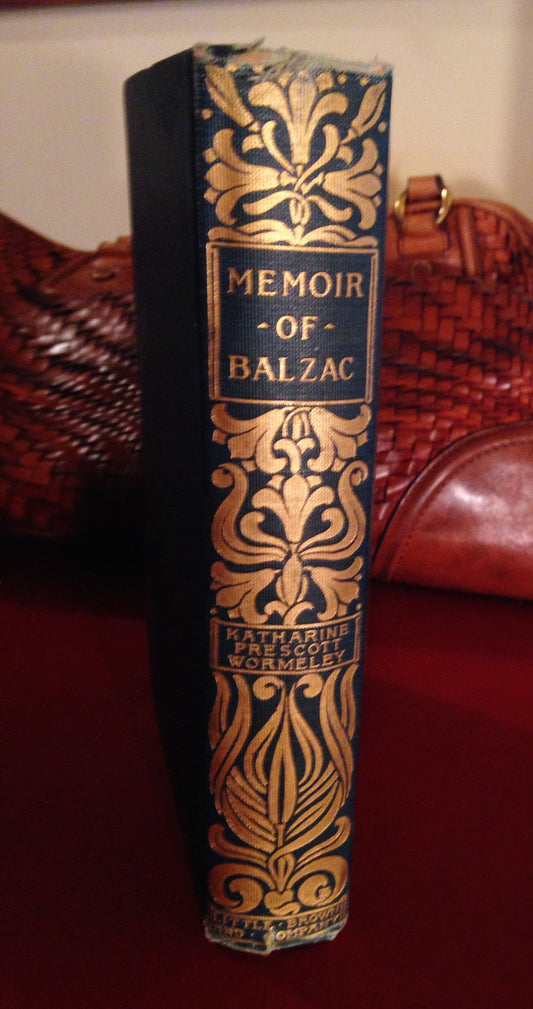 MEMOIR
-OF-
BALZAC
KATHARINE
PRESCOTT
WORMELEY
LITTLE · BROWN
AND · COMPANY